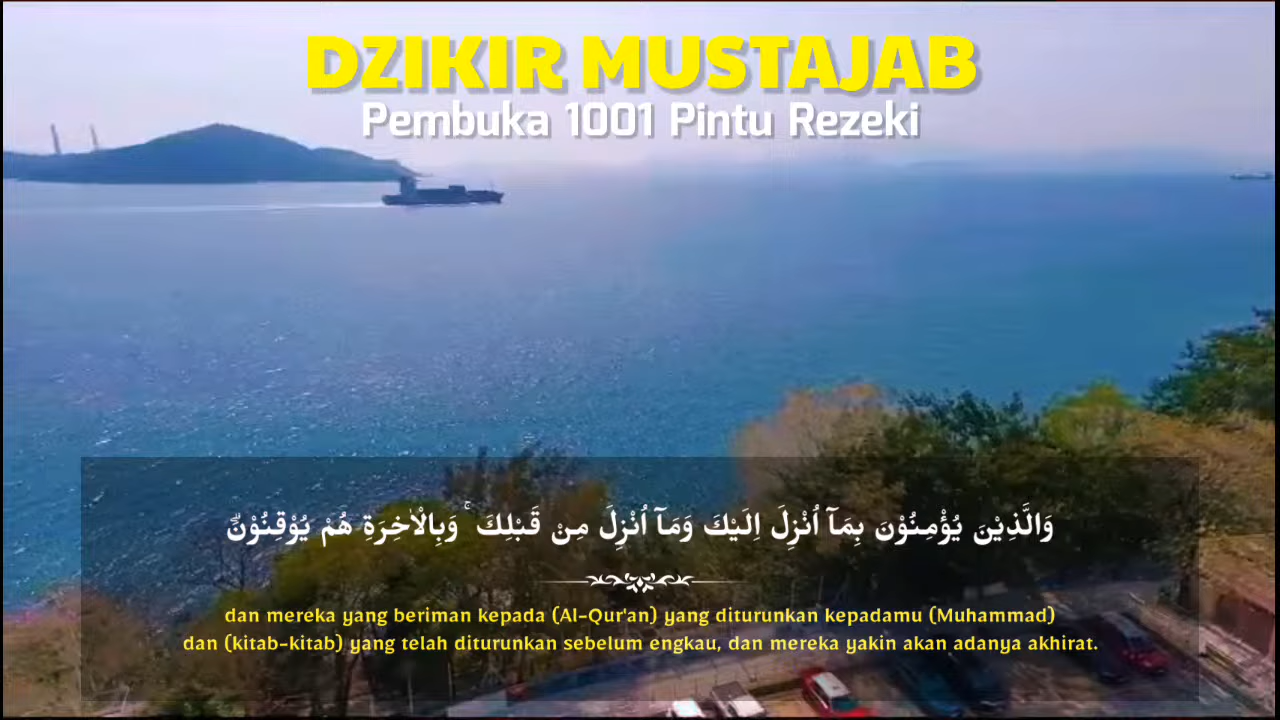 DZIKIR MUSTAJAB
Pembuka 1001 Pintu Rezeki
وَالَّذِيْنَ يُؤْمِنُوْنَ بِمَآ اُنْزِلَ اِلَيْكَ وَمَآ اُنْزِلَ مِنْ قَبْلِكَ ۚ وَبِالْاٰخِرَةِ هُمْ يُوْقِنُوْنَۗ
dan mereka yang beriman kepada (Al-Qur'an) yang diturunkan kepadamu (Muhammad)
dan (kitab-kitab) yang telah diturunkan sebelum engkau, dan mereka yakin akan adanya akhirat.